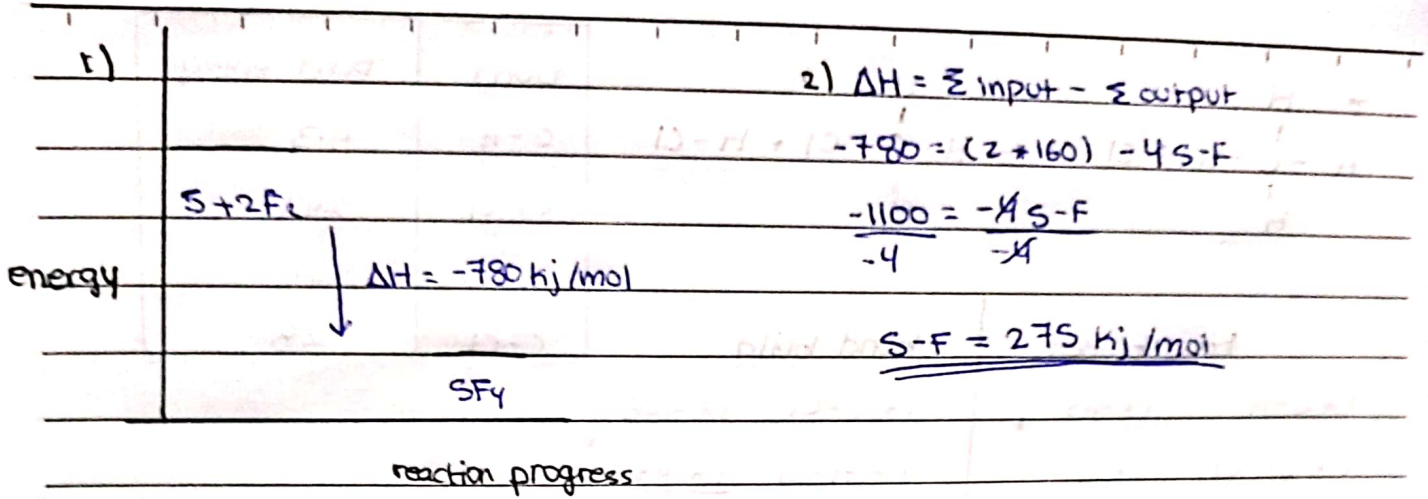 1)
S+2F₂
energy
ΔH = -780 kj/mol
SF4
reaction progress
2) ΔH = Σ input - Σ output
-780 = (2*160) - 4 S-F
-1100 = -4 S-F
-4 -4
S-F = 275 kj/mol